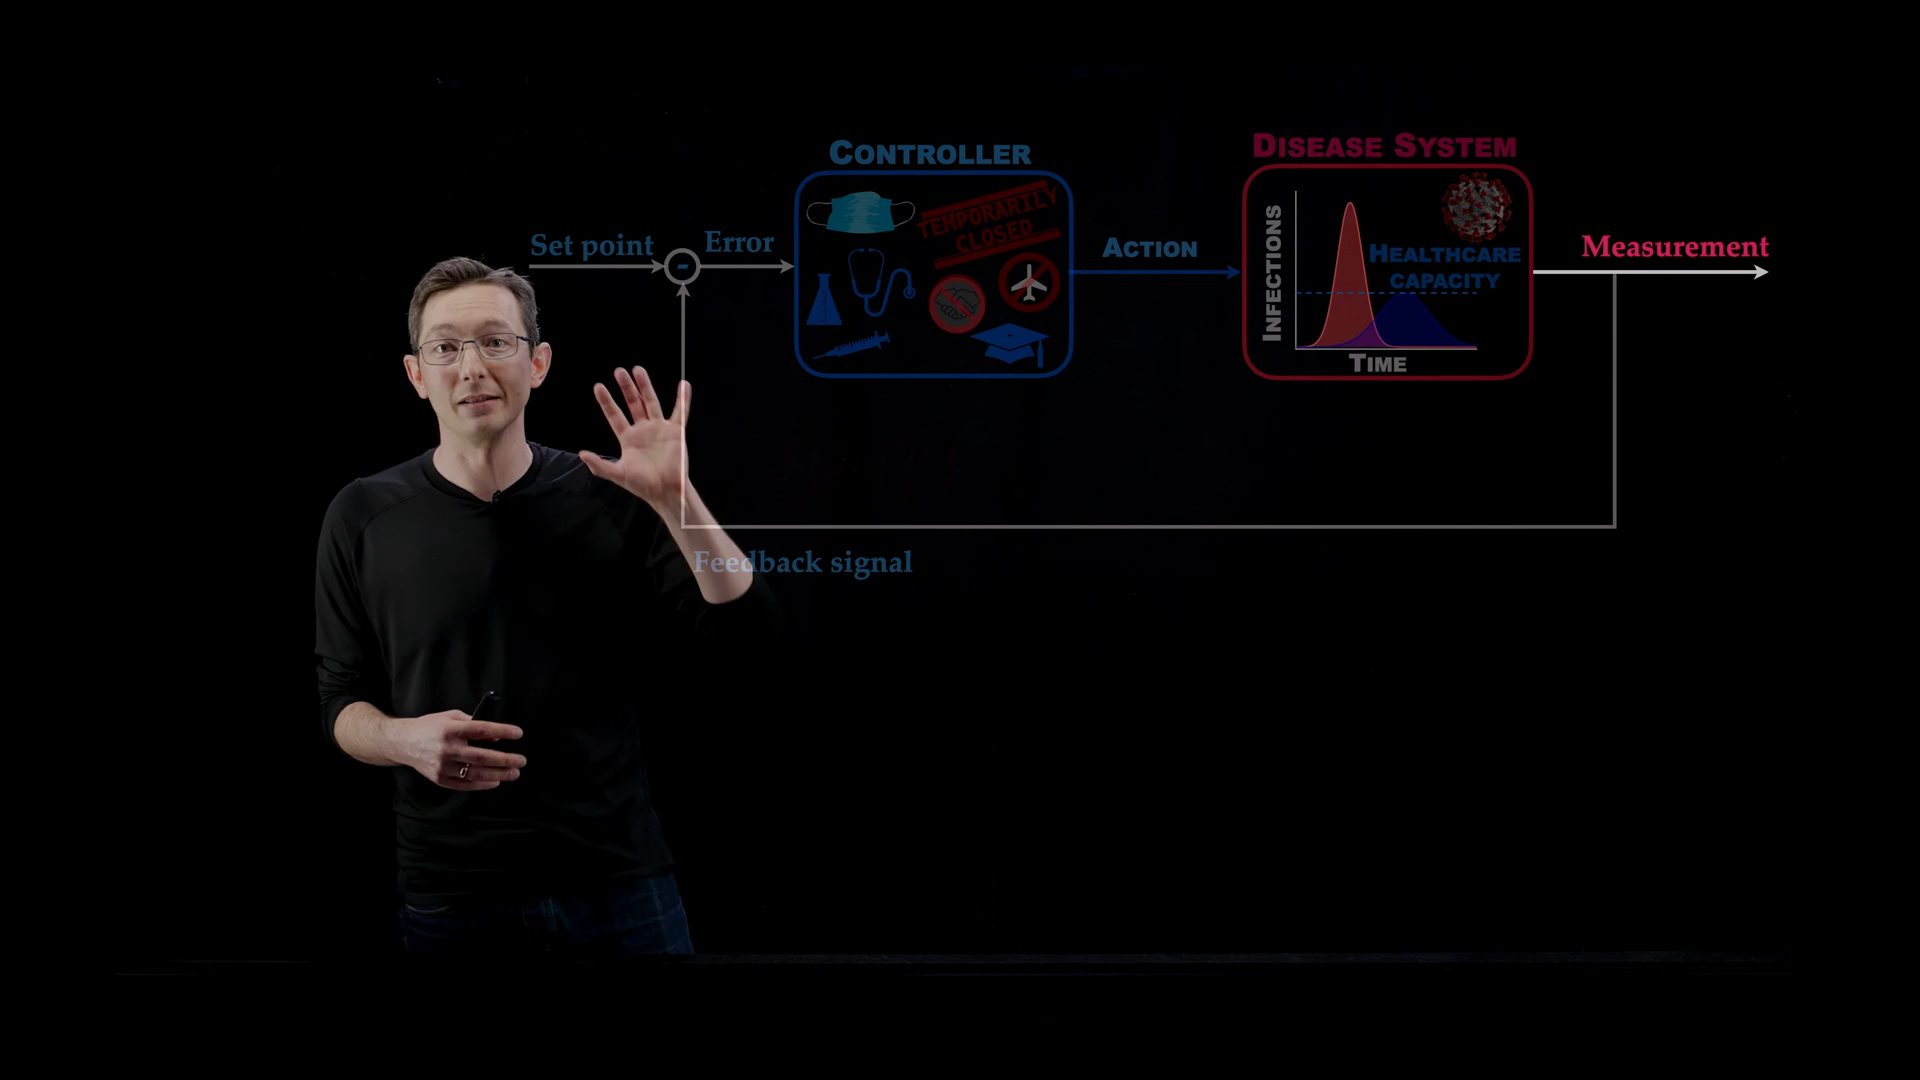 CONTROLLER
DISEASE SYSTEM
Set point
Error
-
TEMPORARILY
CLOSED
ACTION
INFECTIONS
HEALTHCARE
CAPACITY
TIME
Measurement
Feedback signal